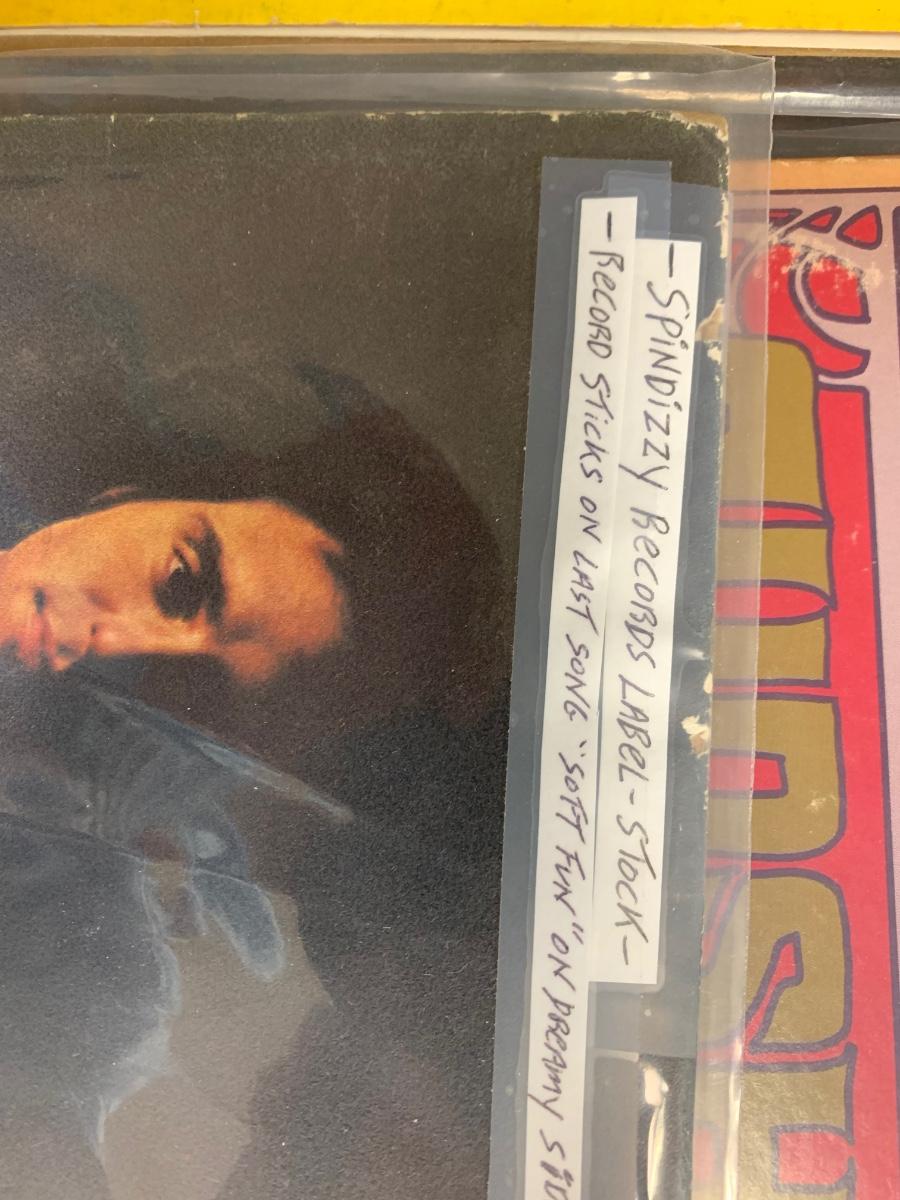 -SPINDIZZY RECORDS LABEL-STOCK-
-RECORD STICKS ON LAST SONG "SOFT FUN" ON DREAMY SID